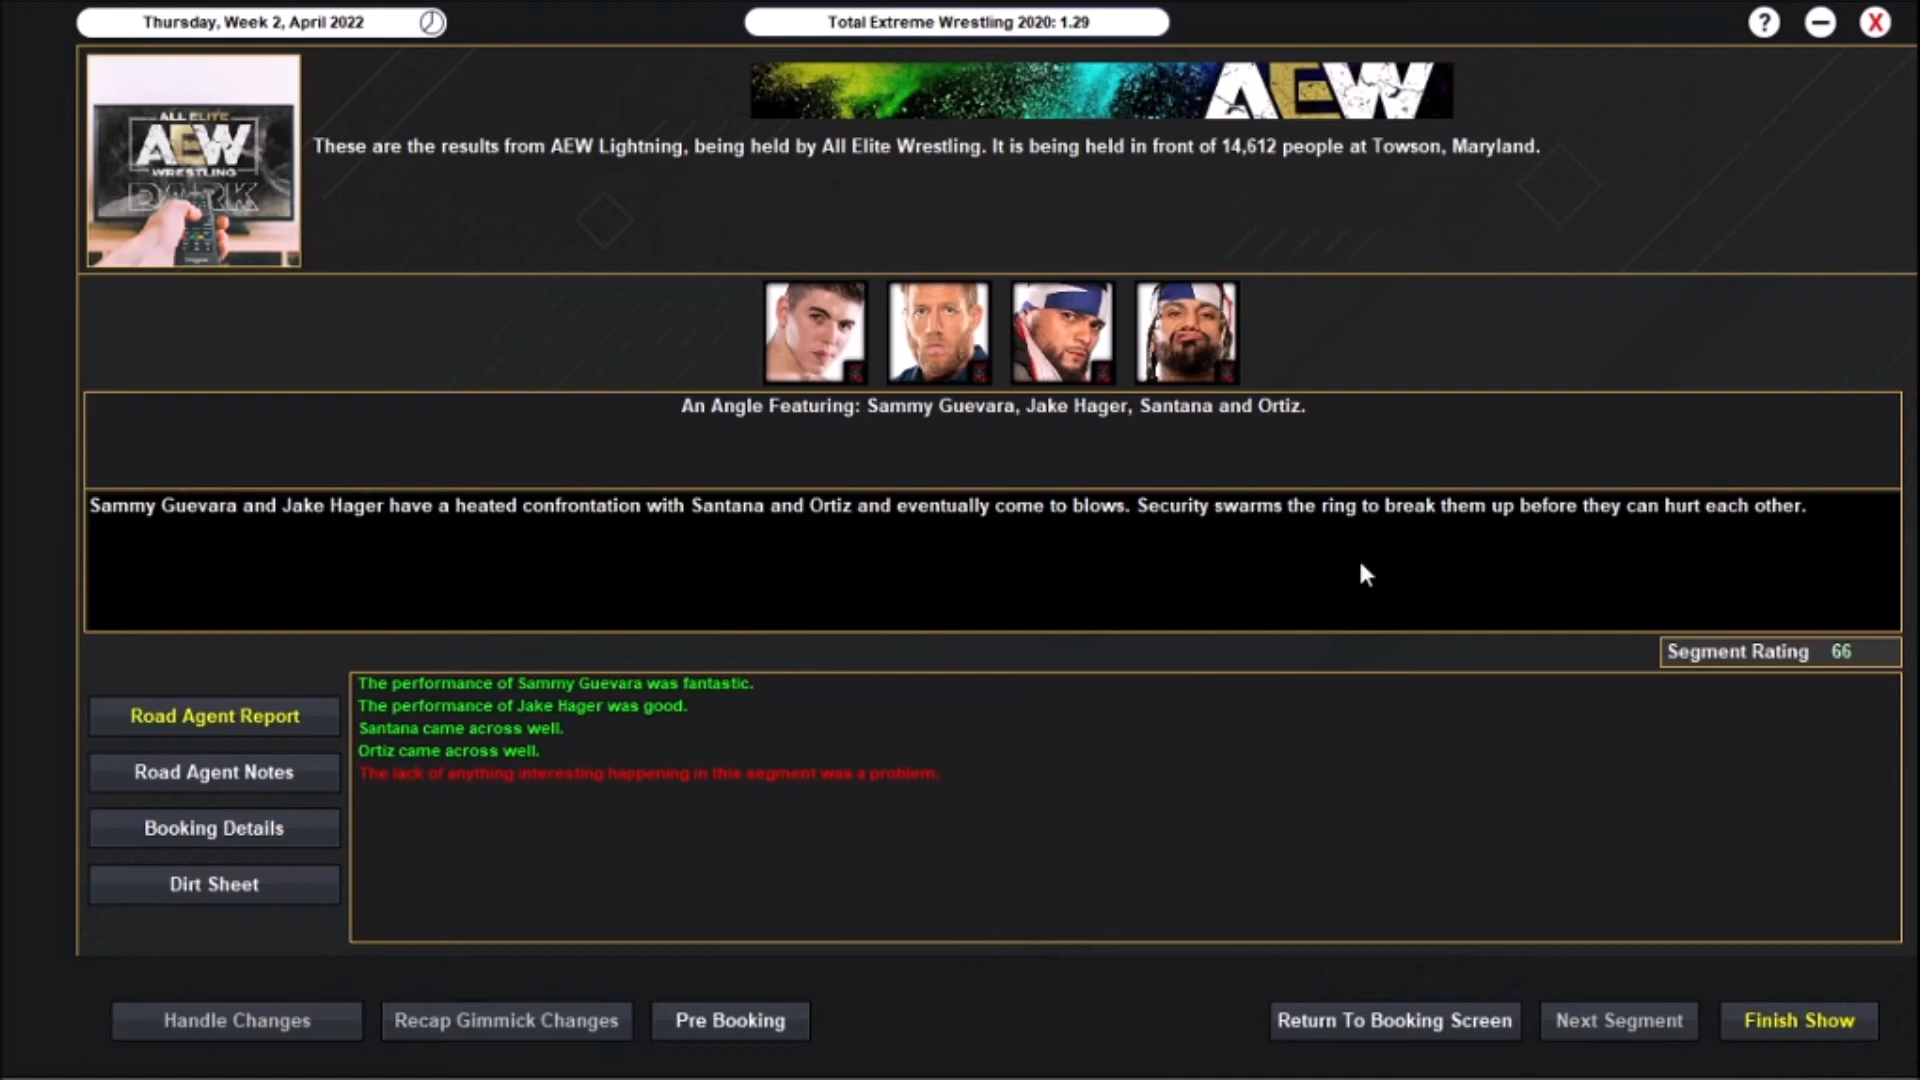 Thursday, Week 2, April 2022
Total Extreme Wrestling 2020: 1.29
?
X
ALL ELITE
AEW
WRESTLING
DARK
AEW
These are the results from AEW Lightning, being held by All Elite Wrestling. It is being held in front of 14,612 people at Towson, Maryland.
An Angle Featuring: Sammy Guevara, Jake Hager, Santana and Ortiz.
Sammy Guevara and Jake Hager have a heated confrontation with Santana and Ortiz and eventually come to blows. Security swarms the ring to break them up before they can hurt each other.
Segment Rating 66
Road Agent Report
Road Agent Notes
Booking Details
Dirt Sheet
The performance of Sammy Guevara was fantastic.
The performance of Jake Hager was good.
Santana came across well.
Ortiz came across well.
The lack of anything interesting happening in this segment was a problem.
Handle Changes
Recap Gimmick Changes
Pre Booking
Return To Booking Screen
Next Segment
Finish Show